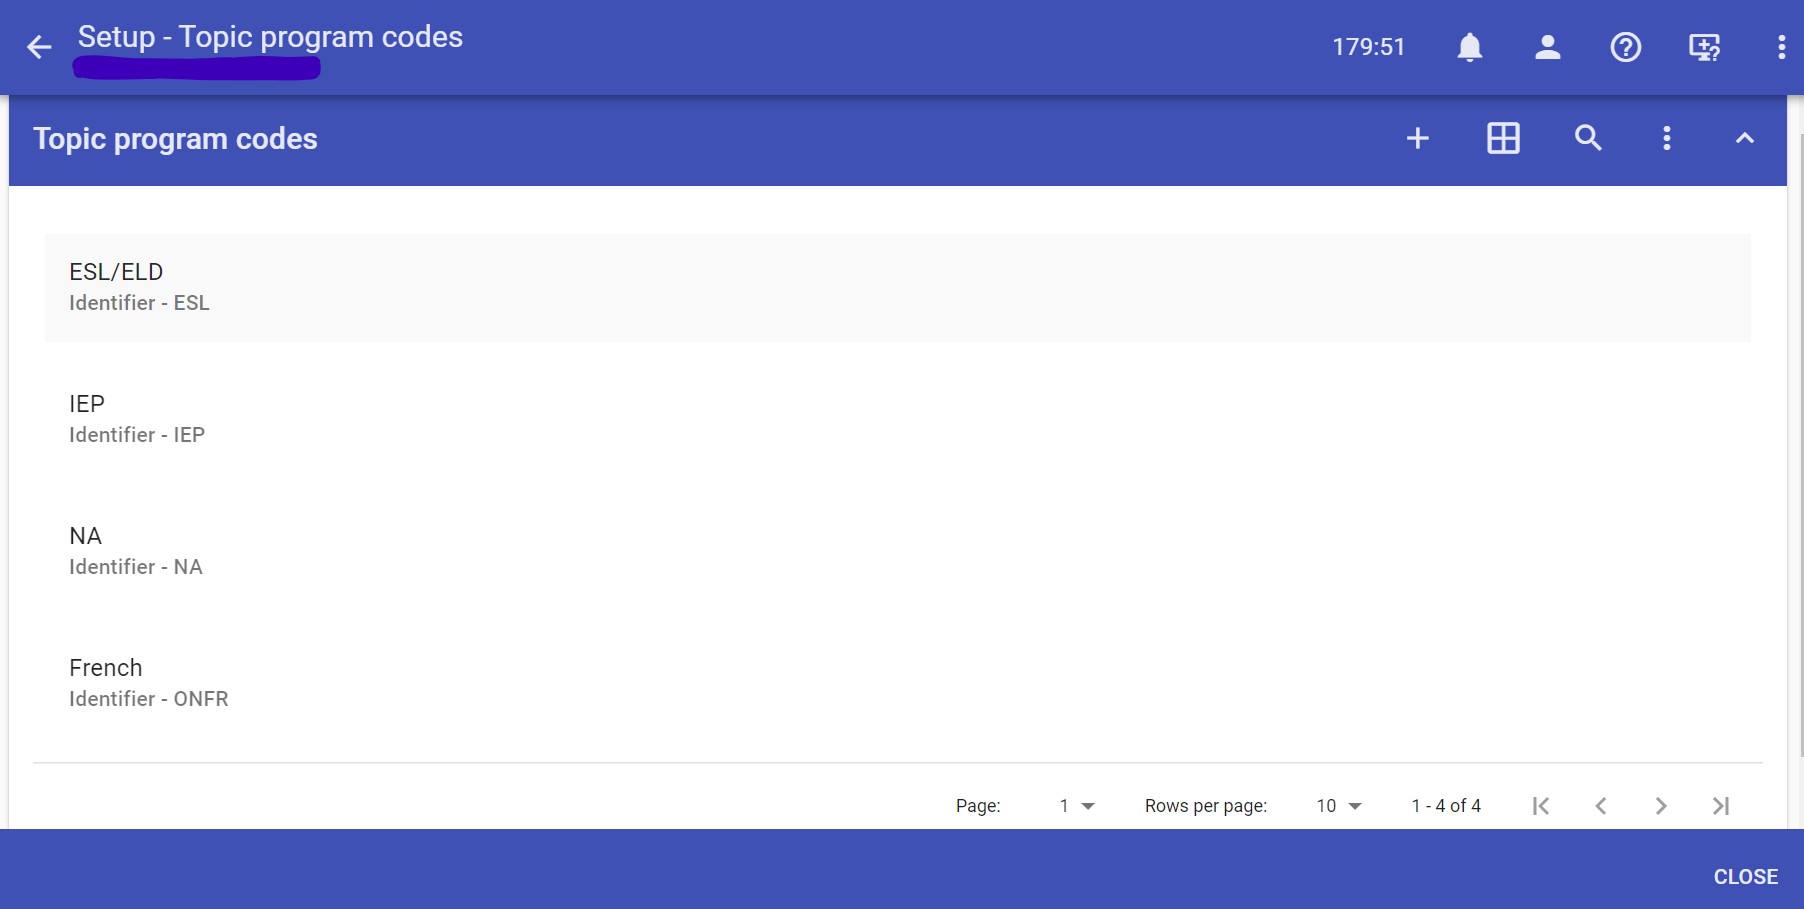 Setup - Topic program codes
179:51
Topic program codes
ESL/ELD
Identifier - ESL
IEP
Identifier - IEP
NA
Identifier - NA
French
Identifier - ONFR
Page: 1 Rows per page: 10 1 - 4 of 4
CLOSE